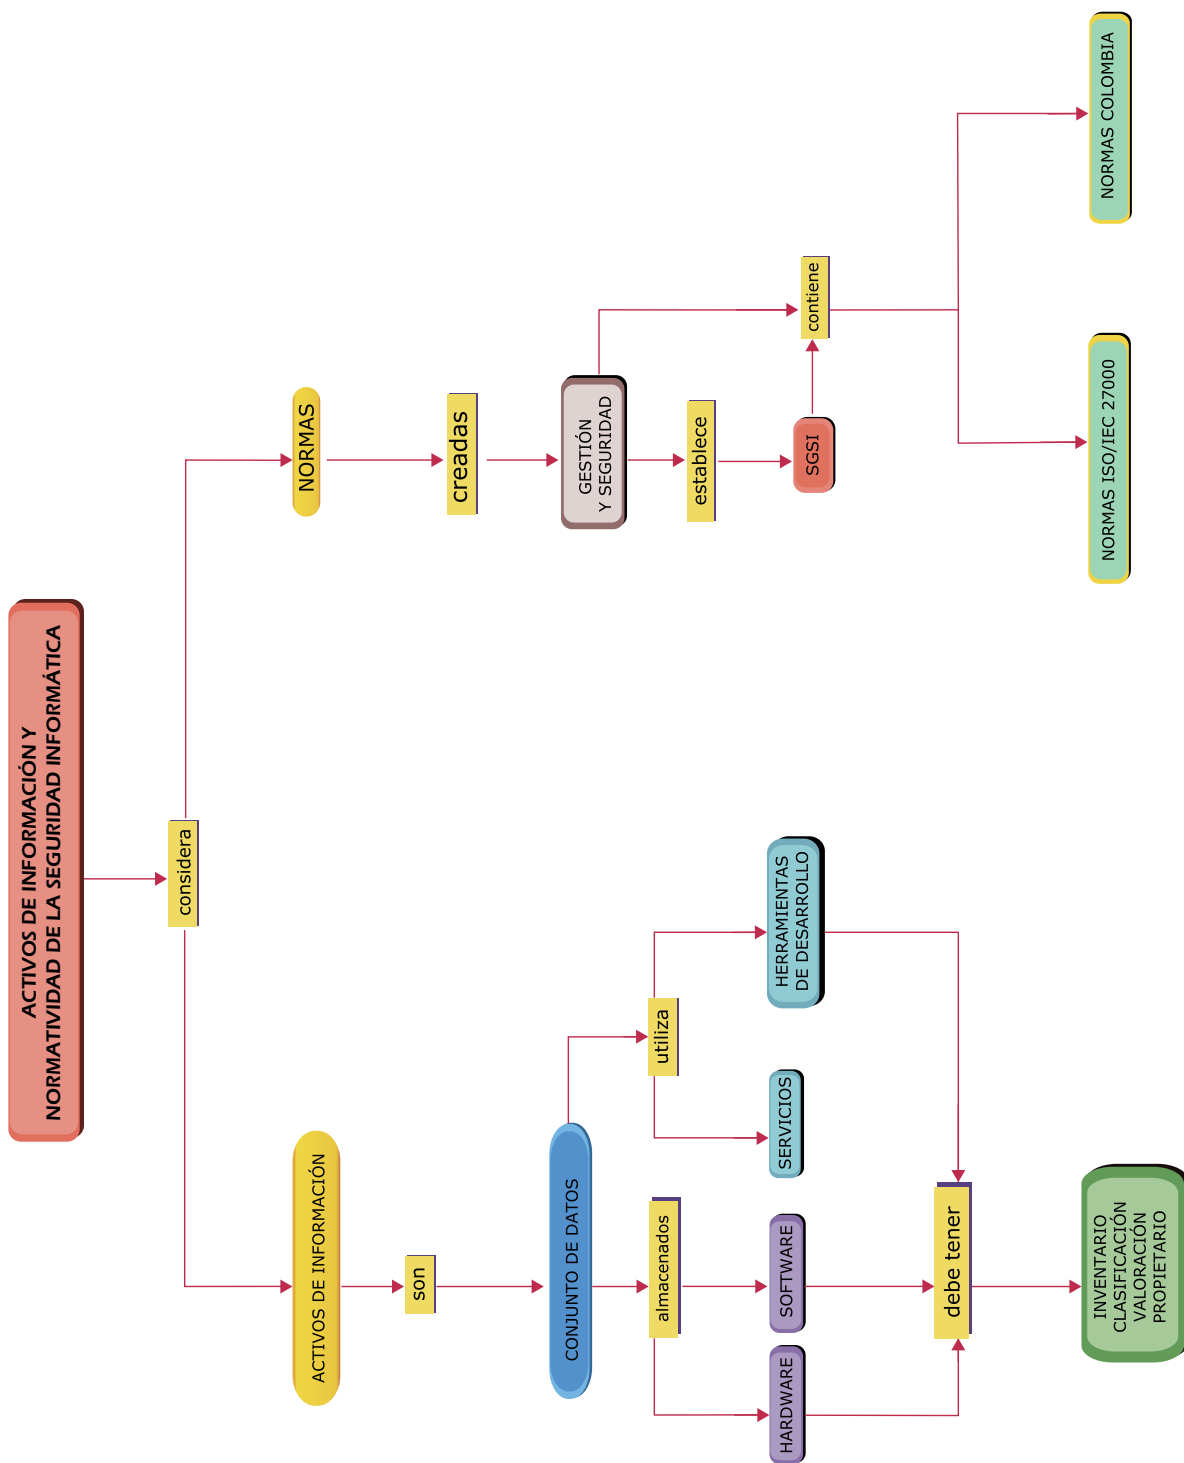 ACTIVOS DE INFORMACIÓN Y
NORMATIVIDAD DE LA SEGURIDAD INFORMÁTICA
considera
ACTIVOS DE INFORMACIÓN
NORMAS
son
creadas
CONJUNTO DE DATOS
GESTIÓN
Y SEGURIDAD
almacenados
utiliza
establece
HARDWARE
SOFTWARE
SERVICIOS
HERRAMIENTAS
DE DESARROLLO
SGSI
contiene
debe tener
INVENTARIO
CLASIFICACIÓN
VALORACIÓN
PROPIETARIO
NORMAS ISO/IEC 27000
NORMAS COLOMBIA